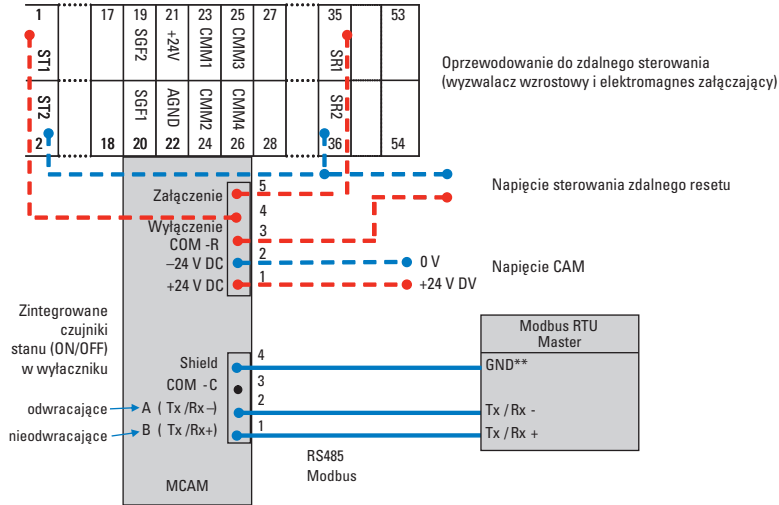 1 17 19 21 23 25 27 35 53
ST1 SGF2 +24V CMM1 CMM3 SR1
ST2 SGF1 AGND CMM2 CMM4 SR2
2 18 20 22 24 26 28 36 54
Oprzewodowanie do zdalnego sterowania
(wyzwalacz wzrostowy i elektromagnes załączający)
Załączenie 5
4
Wyłączenie
COM -R 3
–24 V DC 2
+24 V DC 1
Napięcie sterowania zdalnego resetu
0 V
+24 V DV
Napięcie CAM
Zintegrowane
czujniki
stanu (ON/OFF)
w wyłaczniku
Shield 4
COM - C 3
odwracające A ( Tx /Rx –) 2
nieodwracające B ( Tx /Rx+) 1
MCAM
RS485
Modbus
Modbus RTU
Master
GND**
Tx / Rx -
Tx / Rx +